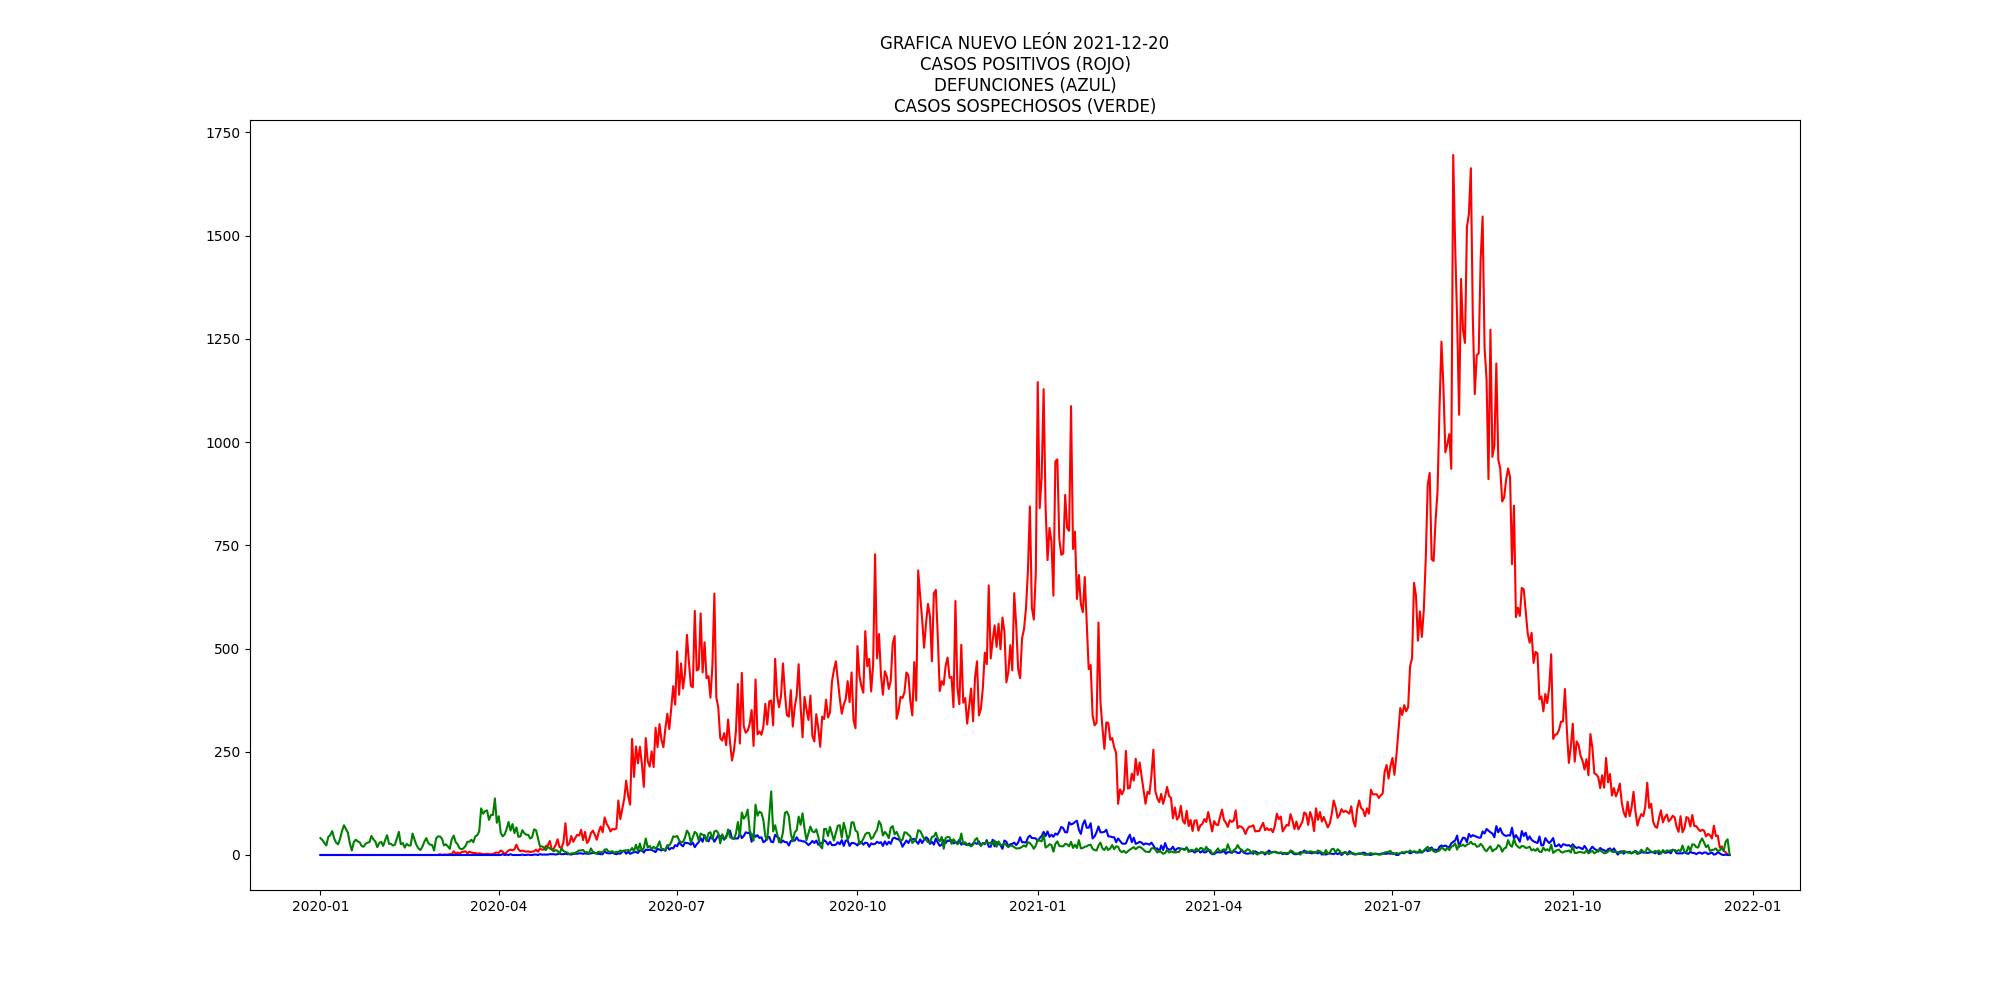 GRAFICA NUEVO LEÓN 2021-12-20
CASOS POSITIVOS (ROJO)
DEFUNCIONES (AZUL)
CASOS SOSPECHOSOS (VERDE)
1750
1500
1250
1000
750
500
250
0
2020-01 2020-04 2020-07 2020-10 2021-01 2021-04 2021-07 2021-10 2022-01